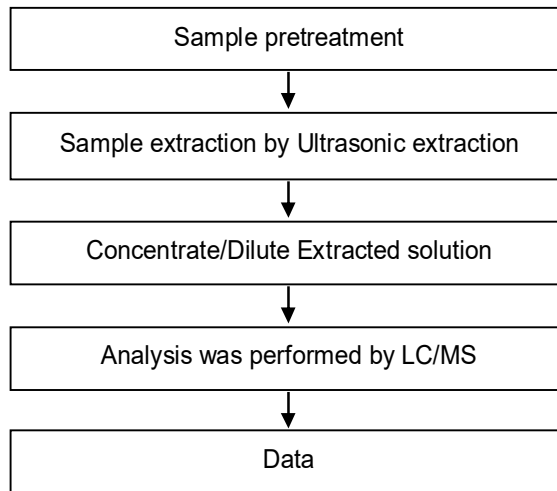 Sample pretreatment
Sample extraction by Ultrasonic extraction
Concentrate/Dilute Extracted solution
Analysis was performed by LC/MS
Data